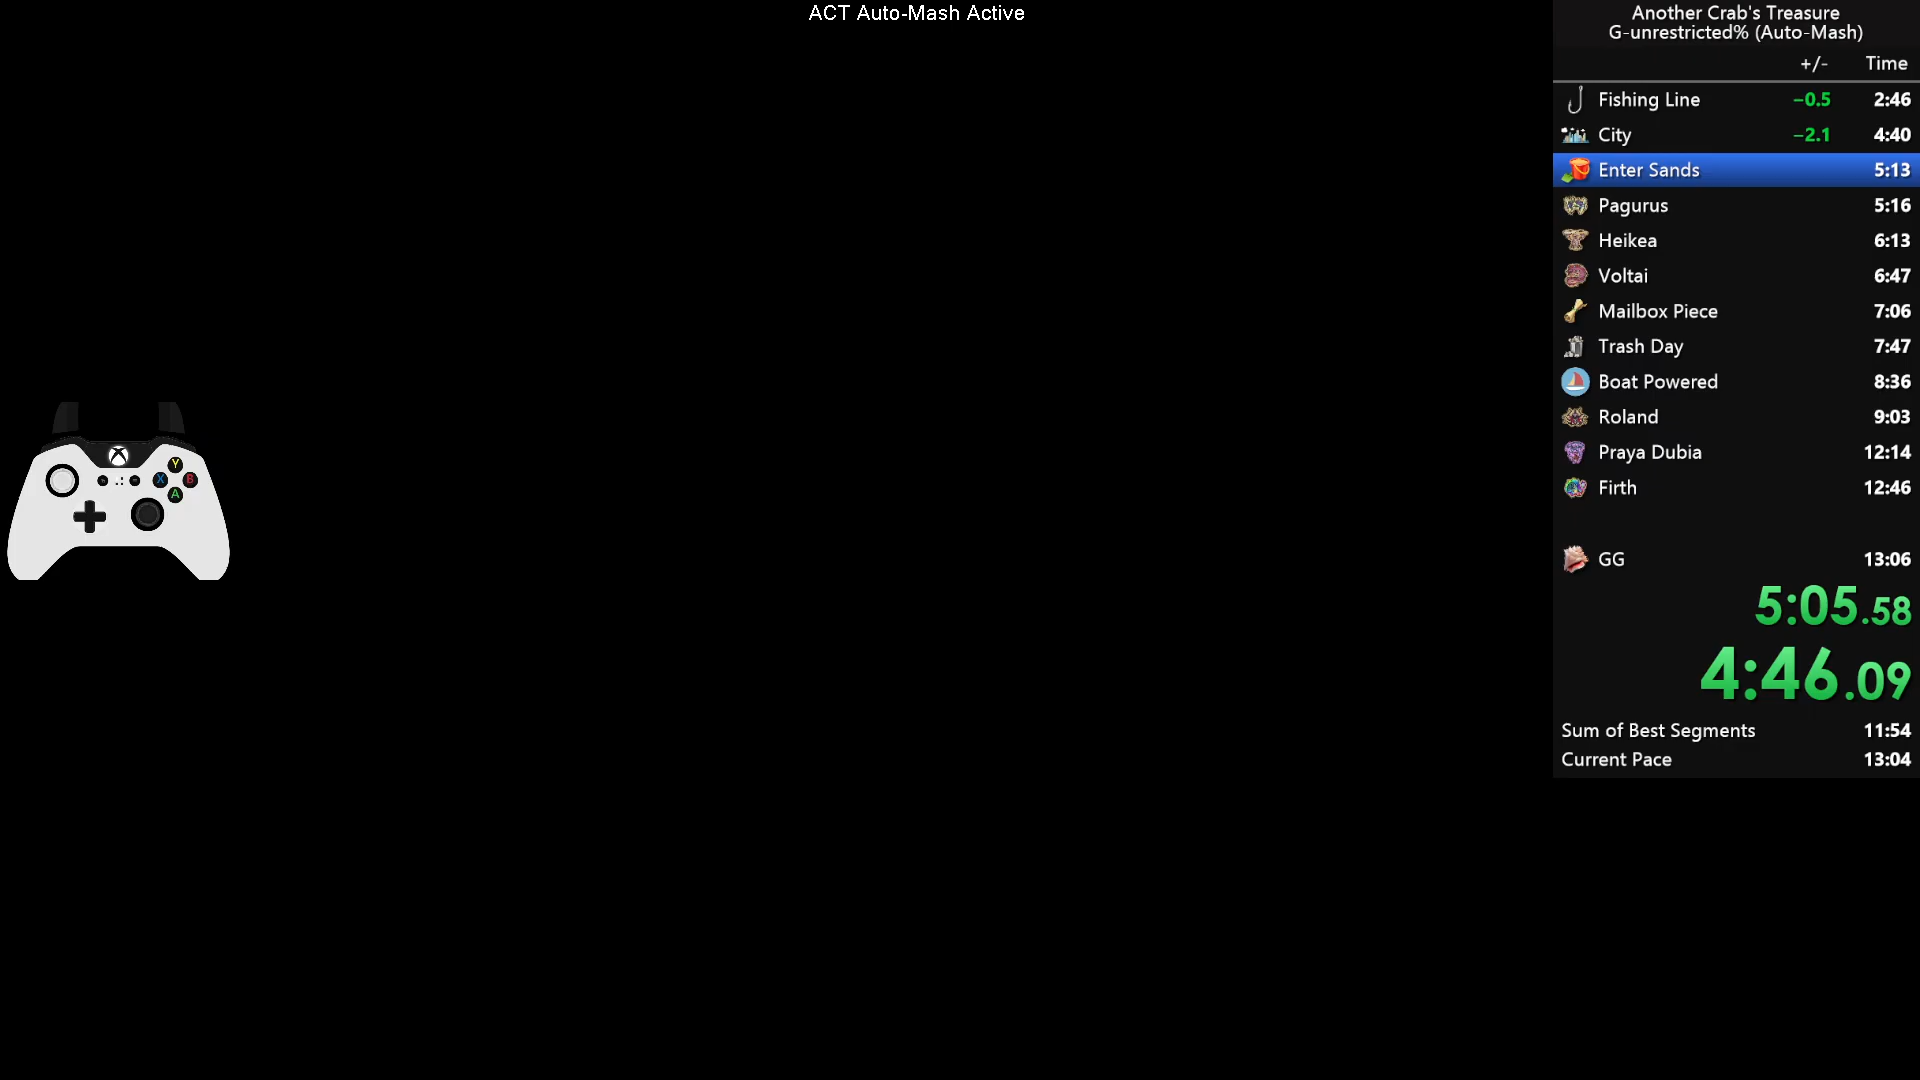 ACT Auto-Mash Active
Another Crab's Treasure
G-unrestricted% (Auto-Mash)
+/- Time
Fishing Line −0.5 2:46
City −2.1 4:40
Enter Sands 5:13
Pagurus 5:16
Heikea 6:13
Voltai 6:47
Mailbox Piece 7:06
Trash Day 7:47
Boat Powered 8:36
Roland 9:03
Praya Dubia 12:14
Firth 12:46
GG 13:06
5:05.58
4:46.09
Sum of Best Segments 11:54
Current Pace 13:04
Y
X B
A